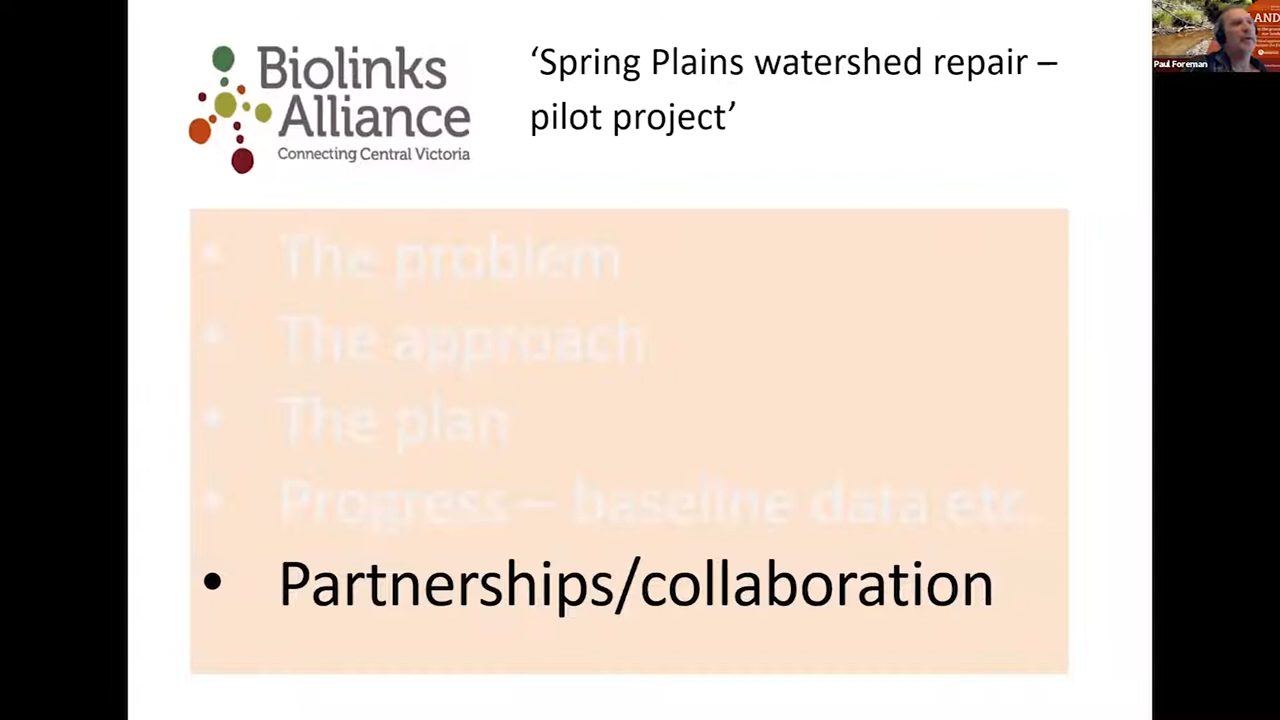 Biolinks
Alliance
Connecting Central Victoria
‘Spring Plains watershed repair –
pilot project’
• The problem
• The approach
• The plan
• Progress – baseline data etc.
• Partnerships/collaboration
Paul Foreman